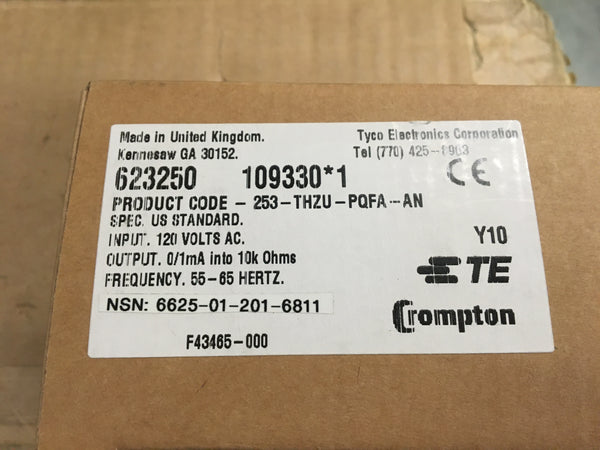 Made in United Kingdom. Tyco Electronics Corporation
Kennesaw GA 30152. Tel (770) 425-8903
623250 109330*1
CE
PRODUCT CODE - 253-THZU-PQFA-AN
SPEC. US STANDARD.
INPUT. 120 VOLTS AC. Y10
OUTPUT. 0/1mA into 10k Ohms
TE
FREQUENCY. 55-65 HERTZ.
NSN: 6625-01-201-6811
Crompton
F43465-000